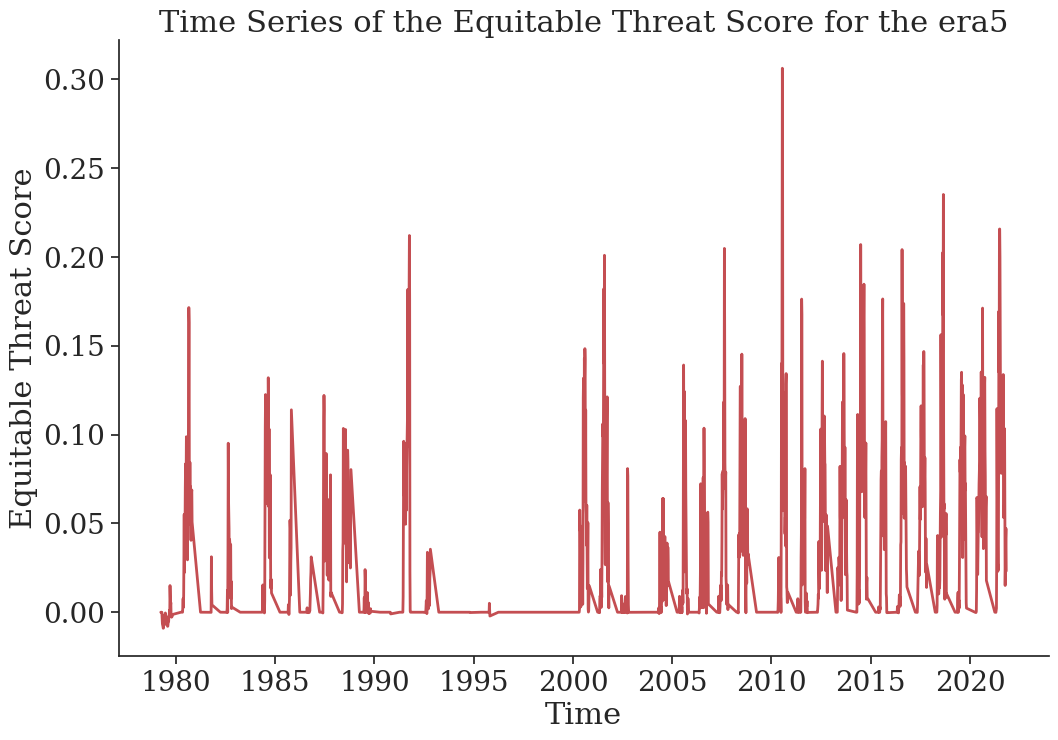 Time Series of the Equitable Threat Score for the era5
Equitable Threat Score
0.30
0.25
0.20
0.15
0.10
0.05
0.00
1980 1985 1990 1995 2000 2005 2010 2015 2020
Time